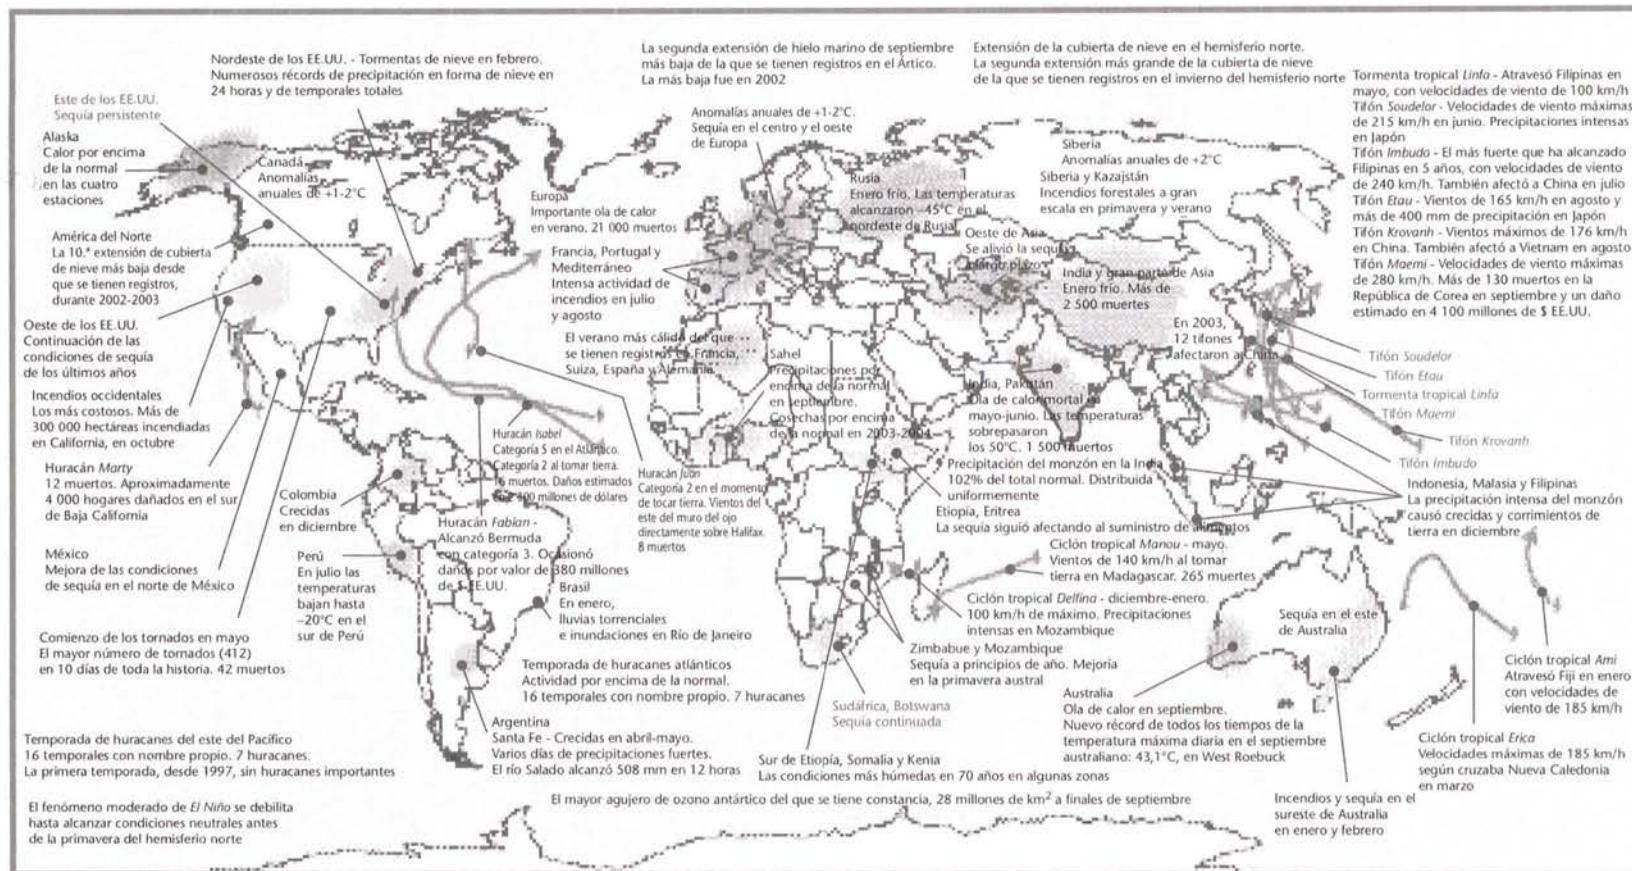 Nordeste de los EE.UU. - Tormentas de nieve en febrero.
Numerosos récords de precipitación en forma de nieve en
24 horas y de temporales totales
La segunda extensión de hielo marino de septiembre
más baja de la que se tienen registros en el Ártico.
La más baja fue en 2002
Extensión de la cubierta de nieve en el hemisferio norte.
La segunda extensión más grande de la cubierta de nieve
de la que se tienen registros en el invierno del hemisferio norte
Tormenta tropical Linfa - Atravesó Filipinas en
mayo, con velocidades de viento de 100 km/h
Tifón Soudelor - Velocidades de viento máximas
de 215 km/h en junio. Precipitaciones intensas
en Japón
Tifón Imbudo - El más fuerte que ha alcanzado
Filipinas en 5 años, con velocidades de viento
de 240 km/h. También afectó a China en julio
Tifón Etau - Vientos de 165 km/h en agosto y
más de 400 mm de precipitación en Japón
Tifón Krovanh - Vientos máximos de 176 km/h
en China. También afectó a Vietnam en agosto
Tifón Maemi - Velocidades de viento máximas
de 280 km/h. Más de 130 muertos en la
República de Corea en septiembre y un daño
estimado en 4 100 millones de $ EE.UU.
Este de los EE.UU.
Sequía persistente
Alaska
Calor por encima
de la normal
en las cuatro
estaciones
Canadá
Anomalías
anuales de +1-2°C
Anomalías anuales de +1-2°C.
Sequía en el centro y el oeste
de Europa
Siberia
Anomalías anuales de +2°C
Siberia y Kazajstán
Incendios forestales a gran
escala en primavera y verano
Rusia
Enero frío. Las temperaturas
alcanzaron -45°C en el
nordeste de Rusia
Europa
Importante ola de calor
en verano. 21 000 muertos
América del Norte
La 10.ª extensión de cubierta
de nieve más baja desde
que se tienen registros,
durante 2002-2003
Francia, Portugal y
Mediterráneo
Intensa actividad de
incendios en julio
y agosto
Oeste de Asia
Se alivió la sequía
a largo plazo
India y gran parte de Asia
Enero frío. Más de
2 500 muertes
Oeste de los EE.UU.
Continuación de las
condiciones de sequía
de los últimos años
El verano más cálido del que
se tienen registros en Francia,
Suiza, España y Alemania.
En 2003,
12 tifones
afectaron a China
Sahel
Precipitaciones por
encima de la normal
en septiembre.
Cosechas por encima
de la normal en 2003-2004
India, Pakistán
Ola de calor mortal en
mayo-junio. Las temperaturas
sobrepasaron
los 50°C. 1 500 muertos
Tifón Soudelor
Tifón Etau
Tormenta tropical Linfa
Tifón Maemi
Tifón Krovanh
Tifón Imbudo
Incendios occidentales
Los más costosos. Más de
300 000 hectáreas incendiadas
en California, en octubre
Huracán Isabel
Categoría 5 en el Atlántico.
Categoría 2 al tomar tierra.
16 muertos. Daños estimados
en millones de dólares
Huracán Juan
Categoría 2 en el momento
de tocar tierra. Vientos del
este del muro del ojo
directamente sobre Halifax.
8 muertos
Huracán Marty
12 muertos. Aproximadamente
4 000 hogares dañados en el sur
de Baja California
Colombia
Crecidas
en diciembre
Precipitación del monzón en la India
102% del total normal. Distribuida
uniformemente
Etiopía, Eritrea
La sequía siguió afectando al suministro de alimentos
Indonesia, Malasia y Filipinas
La precipitación intensa del monzón
causó crecidas y corrimientos de
tierra en diciembre
Huracán Fabian -
Alcanzó Bermuda
con categoría 3. Ocasionó
daños por valor de 380 millones
de $ EE.UU.
México
Mejora de las condiciones
de sequía en el norte de México
Perú
En julio las
temperaturas
bajan hasta
-20°C en el
sur de Perú
Brasil
En enero,
lluvias torrenciales
e inundaciones en Río de Janeiro
Ciclón tropical Manou - mayo.
Vientos de 140 km/h al tomar
tierra en Madagascar. 265 muertes
Ciclón tropical Delfina - diciembre-enero.
100 km/h de máximo. Precipitaciones
intensas en Mozambique
Comienzo de los tornados en mayo
El mayor número de tornados (412)
en 10 días de toda la historia. 42 muertos
Zimbabue y Mozambique
Sequía a principios de año. Mejoría
en la primavera austral
Sequía en el este
de Australia
Temporada de huracanes atlánticos
Actividad por encima de la normal.
16 temporales con nombre propio. 7 huracanes
Sudáfrica, Botswana
Sequía continuada
Australia
Ola de calor en septiembre.
Nuevo récord de todos los tiempos de la
temperatura máxima diaria en el septiembre
australiano: 43,1°C, en West Roebuck
Ciclón tropical Ami
Atravesó Fiji en enero
con velocidades de
viento de 185 km/h
Argentina
Santa Fe - Crecidas en abril-mayo.
Varios días de precipitaciones fuertes.
El río Salado alcanzó 508 mm en 12 horas
Temporada de huracanes del este del Pacífico
16 temporales con nombre propio. 7 huracanes.
La primera temporada, desde 1997, sin huracanes importantes
Sur de Etiopía, Somalia y Kenia
Las condiciones más húmedas en 70 años en algunas zonas
Ciclón tropical Erica
Velocidades máximas de 185 km/h
según cruzaba Nueva Caledonia
en marzo
El fenómeno moderado de El Niño se debilita
hasta alcanzar condiciones neutrales antes
de la primavera del hemisferio norte
El mayor agujero de ozono antártico del que se tiene constancia, 28 millones de km² a finales de septiembre
Incendios y sequía en el
sureste de Australia
en enero y febrero